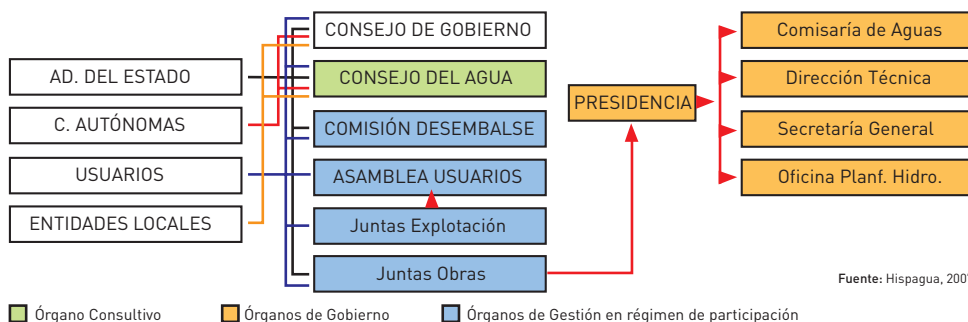 CONSEJO DE GOBIERNO
Comisaría de Aguas
AD. DEL ESTADO
CONSEJO DEL AGUA
Dirección Técnica
PRESIDENCIA
C. AUTÓNOMAS
COMISIÓN DESEMBALSE
Secretaría General
USUARIOS
ASAMBLEA USUARIOS
Oficina Planf. Hidro.
ENTIDADES LOCALES
Juntas Explotación
Juntas Obras
Fuente: Hispagua,
Órgano Consultivo
Órganos de Gobierno
Órganos de Gestión en régimen de participación